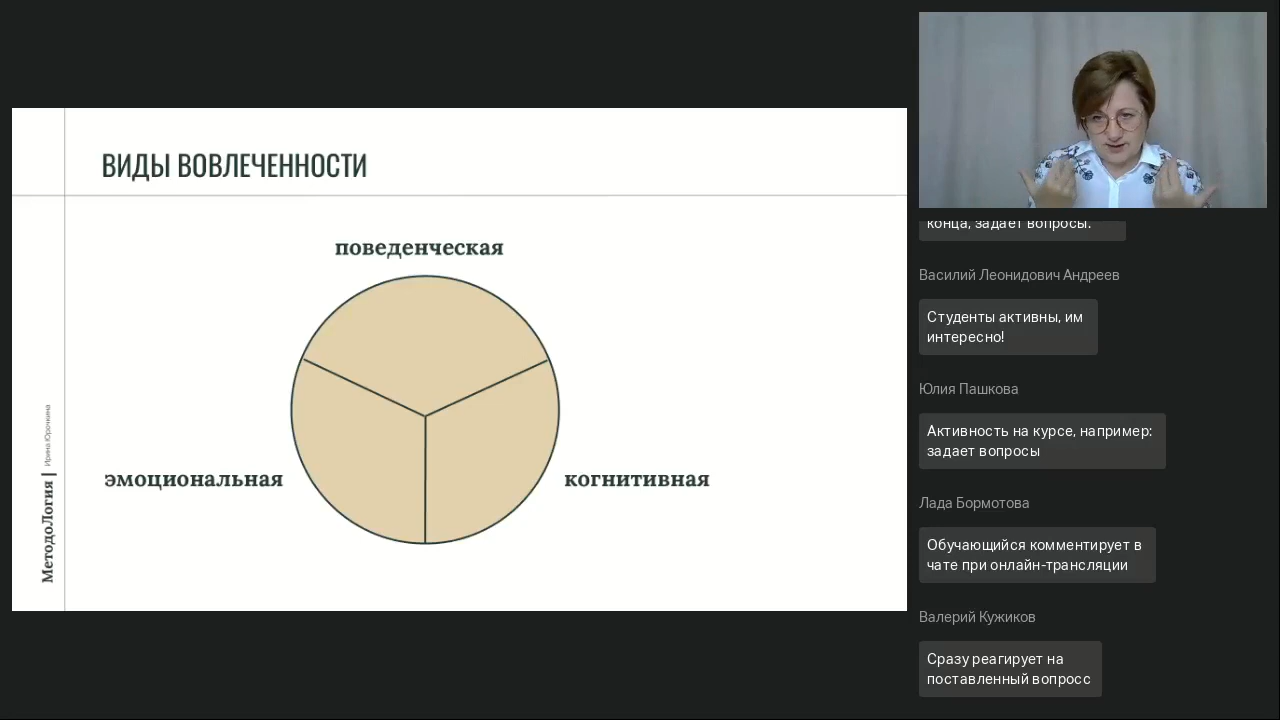 ВИДЫ ВОВЛЕЧЕННОСТИ
поведенческая
эмоциональная
когнитивная
МетодоЛогия | Ирина Юрочкина
конца, задает вопросы.
Василий Леонидович Андреев
Студенты активны, им
интересно!
Юлия Пашкова
Активность на курсе, например:
задает вопросы
Лада Бормотова
Обучающийся комментирует в
чате при онлайн-трансляции
Валерий Кужиков
Сразу реагирует на
поставленный вопросс